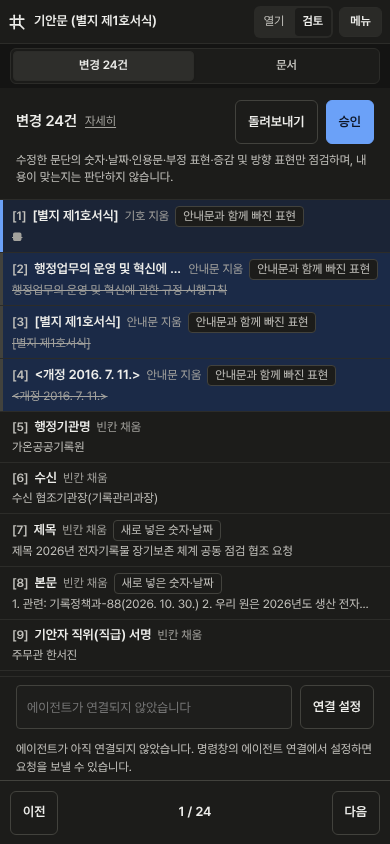 기안문 (별지 제1호서식) 열기 검토 메뉴
변경 24건 문서
변경 24건 자세히 돌려보내기 승인
수정한 문단의 숫자·날짜·인용문·부정 표현·증감 및 방향 표현만 점검하며, 내
용이 맞는지는 판단하지 않습니다.
[1] [별지 제1호서식] 기호 지움 안내문과 함께 빠진 표현
[2] 행정업무의 운영 및 혁신에 ... 안내문 지움 안내문과 함께 빠진 표현
행정업무의 운영 및 혁신에 관한 규정 시행규칙
[3] [별지 제1호서식] 안내문 지움 안내문과 함께 빠진 표현
[별지 제1호서식]
[4] <개정 2016. 7. 11.> 안내문 지움 안내문과 함께 빠진 표현
<개정 2016. 7. 11.>
[5] 행정기관명 빈칸 채움
가온공공기록원
[6] 수신 빈칸 채움
수신 협조기관장(기록관리과장)
[7] 제목 빈칸 채움 새로 넣은 숫자·날짜
제목 2026년 전자기록물 장기보존 체계 공동 점검 협조 요청
[8] 본문 빈칸 채움 새로 넣은 숫자·날짜
1. 관련: 기록정책과-88(2026. 10. 30.) 2. 우리 원은 2026년도 생산 전자...
[9] 기안자 직위(직급) 서명 빈칸 채움
주무관 한서진
에이전트가 연결되지 않았습니다 연결 설정
에이전트가 아직 연결되지 않았습니다. 명령창의 에이전트 연결에서 설정하면
요청을 보낼 수 있습니다.
이전 1 / 24 다음